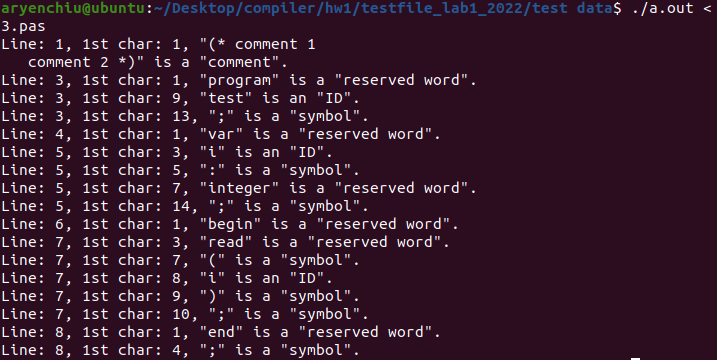 aryenchiu@ubuntu:~/Desktop/compiler/hw1/testfile_lab1_2022/test data$ ./a.out <
3.pas
Line: 1, 1st char: 1, "(* comment 1
   comment 2 *)" is a "comment".
Line: 3, 1st char: 1, "program" is a "reserved word".
Line: 3, 1st char: 9, "test" is an "ID".
Line: 3, 1st char: 13, ";" is a "symbol".
Line: 4, 1st char: 1, "var" is a "reserved word".
Line: 5, 1st char: 3, "i" is an "ID".
Line: 5, 1st char: 5, ":" is a "symbol".
Line: 5, 1st char: 7, "integer" is a "reserved word".
Line: 5, 1st char: 14, ";" is a "symbol".
Line: 6, 1st char: 1, "begin" is a "reserved word".
Line: 7, 1st char: 3, "read" is a "reserved word".
Line: 7, 1st char: 7, "(" is a "symbol".
Line: 7, 1st char: 8, "i" is an "ID".
Line: 7, 1st char: 9, ")" is a "symbol".
Line: 7, 1st char: 10, ";" is a "symbol".
Line: 8, 1st char: 1, "end" is a "reserved word".
Line: 8, 1st char: 4, ";" is a "symbol".